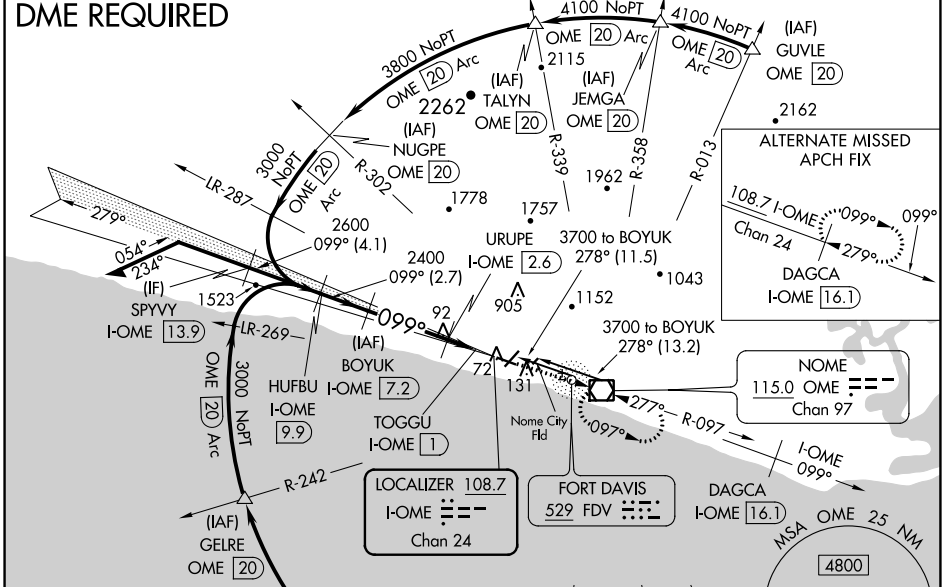 DME REQUIRED
4100 NoPT
OME 20 Arc
4100 NoPT
OME 20
Arc
(IAF)
GUVLE
OME 20
3800 NoPT
OME 20 Arc
2115
(IAF)
TALYN
OME 20
(IAF)
JEMGA
OME 20
2262
2162
(IAF)
NUGPE
OME 20
R-339
R-358
R-013
ALTERNATE MISSED
APCH FIX
3000
NoPT
OME 20
Arc
R-302
LR-287
1962
1778
1757
108.7 I-OME
Chan 24
099°
279°
099°
DAGCA
I-OME 16.1
279°
2600
099° (4.1)
URUPE
I-OME 2.6
3700 to BOYUK
278° (11.5)
054°
234°
2400
099° (2.7)
1043
(IF)
SPYVY
I-OME 13.9
1523
905
1152
099°
92
LR-269
3700 to BOYUK
278° (13.2)
(IAF)
BOYUK
I-OME 7.2
HUFBU
I-OME
9.9
OME 20 Arc
3000 NoPT
72
131
NOME
115.0 OME
Chan 97
TOGGU
I-OME 1
Nome City
Fld
277°
097°
R-097
I-OME
099°
R-242
LOCALIZER 108.7
I-OME
Chan 24
FORT DAVIS
529 FDV
DAGCA
I-OME 16.1
(IAF)
GELRE
OME 20
MSA OME 25 NM
4800